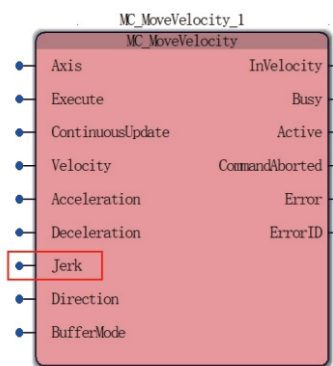 MC_MoveVelocity_1
MC_MoveVelocity
Axis InVelocity
Execute Busy
ContinuousUpdate Active
Velocity CommandAborted
Acceleration Error
Deceleration ErrorID
Jerk
Direction
BufferMode